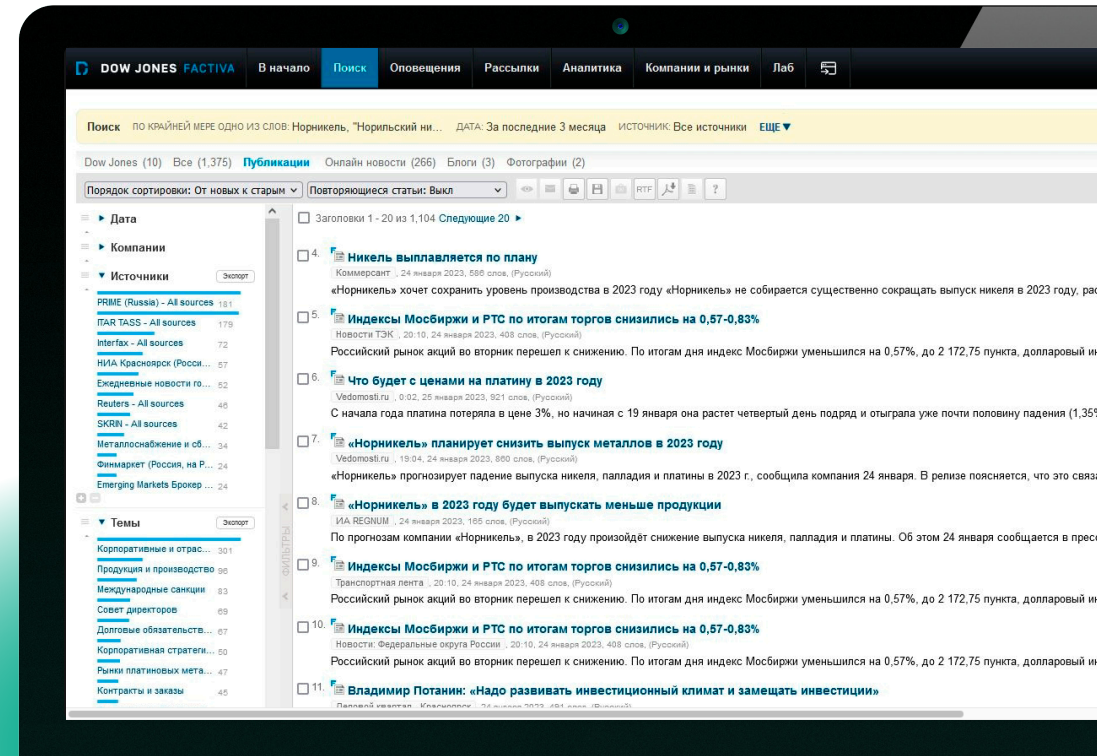 DOW JONES FACTIVA В начало Поиск Оповещения Рассылки Аналитика Компании и рынки Лаб
Поиск ПО КРАЙНЕЙ МЕРЕ ОДНО ИЗ СЛОВ: Норникель, "Норильский ни... ДАТА: За последние 3 месяца ИСТОЧНИК: Все источники ЕЩЕ ▼
Dow Jones (10) Все (1,375) Публикации Онлайн новости (266) Блоги (3) Фотографии (2)
Порядок сортировки: От новых к старым Повторяющиеся статьи: Выкл RTF ?
Дата
Компании
Источники Экспорт
PRIME (Russia) - All sources 181
ITAR TASS - All sources 179
Interfax - All sources 72
НИА Красноярск (Росси... 57
Ежедневные новости го... 52
Reuters - All sources 46
SKRIN - All sources 42
Металлоснабжение и сб... 34
Финмаркет (Россия, на Р... 24
Emerging Markets Брокер ... 24
Темы Экспорт
Корпоративные и отрас... 301
Продукция и производство 96
Международные санкции 83
Совет директоров 69
Долговые обязательств... 67
Корпоративная стратеги... 50
Рынки платиновых мета... 47
Контракты и заказы 45
ФИЛЬТРЫ
Заголовки 1 - 20 из 1,104 Следующие 20 ►
4. Никель выплавляется по плану
Коммерсант , 24 января 2023, 586 слов, (Русский)
«Норникель» хочет сохранить уровень производства в 2023 году «Норникель» не собирается существенно сокращать выпуск никеля в 2023 году, рас
5. Индексы Мосбиржи и РТС по итогам торгов снизились на 0,57-0,83%
Новости ТЭК , 20:10, 24 января 2023, 408 слов, (Русский)
Российский рынок акций во вторник перешел к снижению. По итогам дня индекс Мосбиржи уменьшился на 0,57%, до 2 172,75 пункта, долларовый ин
6. Что будет с ценами на платину в 2023 году
Vedomosti.ru , 0:02, 25 января 2023, 921 слов, (Русский)
С начала года платина потеряла в цене 3%, но начиная с 19 января она растет четвертый день подряд и отыграла уже почти половину падения (1,35%
7. «Норникель» планирует снизить выпуск металлов в 2023 году
Vedomosti.ru , 19:04, 24 января 2023, 860 слов, (Русский)
«Норникель» прогнозирует падение выпуска никеля, палладия и платины в 2023 г., сообщила компания 24 января. В релизе поясняется, что это связа
8. «Норникель» в 2023 году будет выпускать меньше продукции
ИА REGNUM , 24 января 2023, 165 слов, (Русский)
По прогнозам компании «Норникель», в 2023 году произойдёт снижение выпуска никеля, палладия и платины. Об этом 24 января сообщается в пресс
9. Индексы Мосбиржи и РТС по итогам торгов снизились на 0,57-0,83%
Транспортная лента , 20:10, 24 января 2023, 408 слов, (Русский)
Российский рынок акций во вторник перешел к снижению. По итогам дня индекс Мосбиржи уменьшился на 0,57%, до 2 172,75 пункта, долларовый ин
10. Индексы Мосбиржи и РТС по итогам торгов снизились на 0,57-0,83%
Новости: Федеральные округа России , 20:10, 24 января 2023, 408 слов, (Русский)
Российский рынок акций во вторник перешел к снижению. По итогам дня индекс Мосбиржи уменьшился на 0,57%, до 2 172,75 пункта, долларовый ин
11. Владимир Потанин: «Надо развивать инвестиционный климат и замещать инвестиции»
Деловой квартал - Красноярск , 24 января 2023, 491 слов, (Русский)